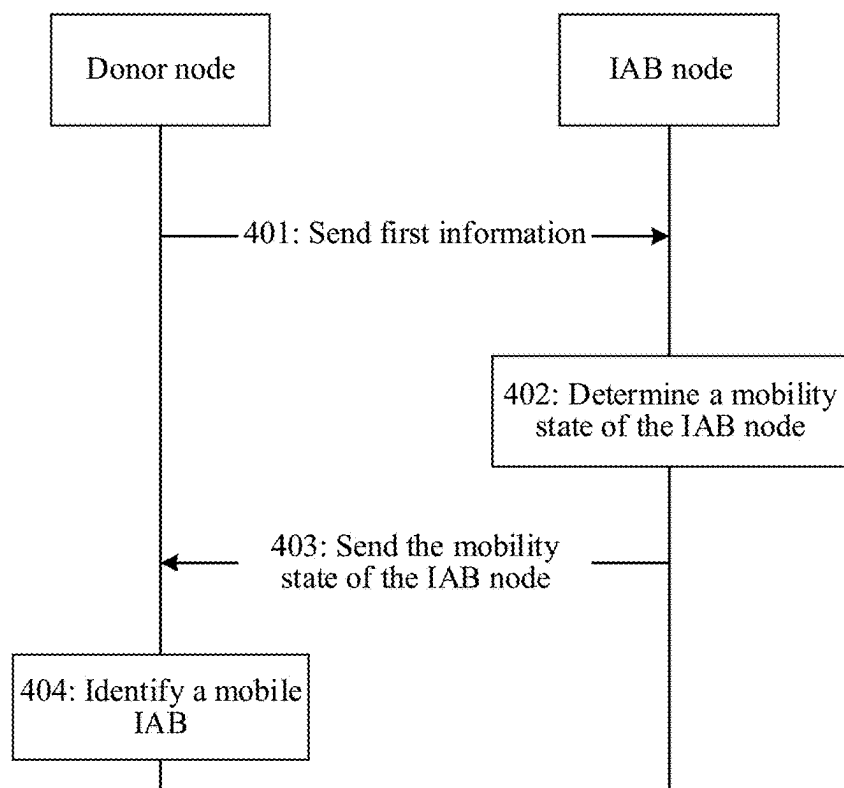 Donor node
IAB node
401: Send first information
402: Determine a mobility
state of the IAB node
403: Send the mobility
state of the IAB node
404: Identify a mobile
IAB